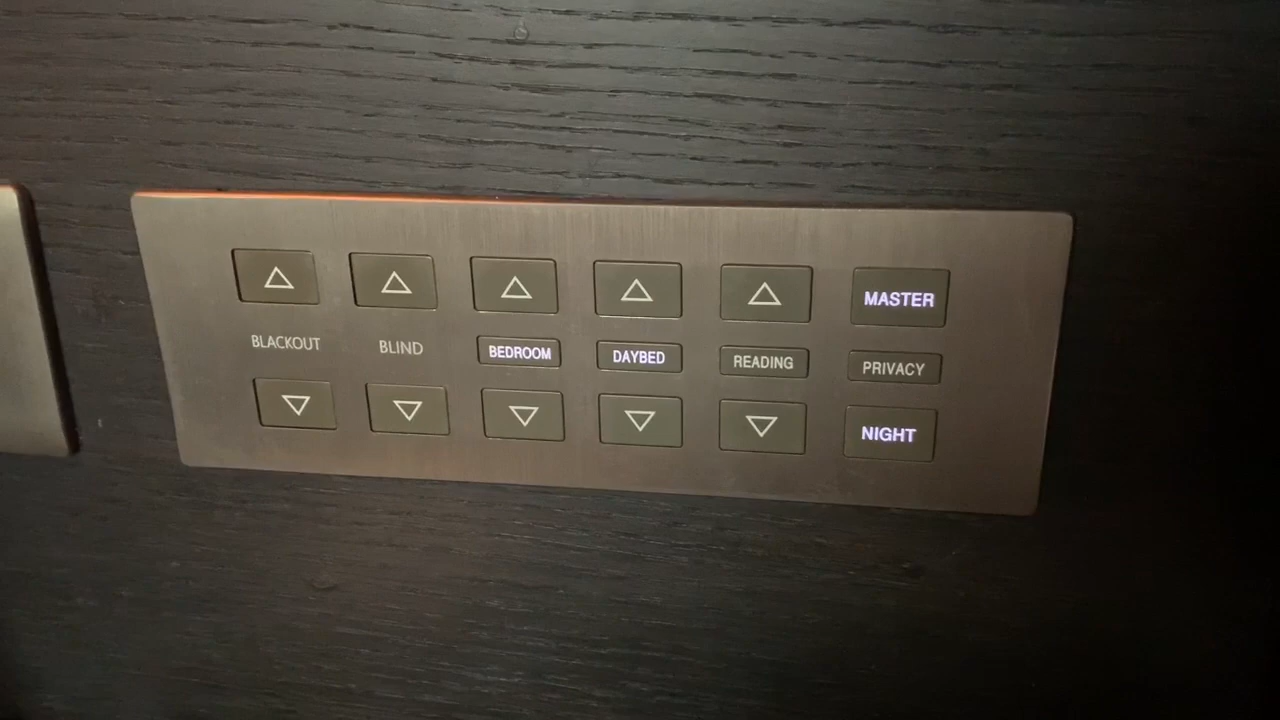 MASTER
BLACKOUT
BLIND
BEDROOM
DAYBED
READING
PRIVACY
NIGHT